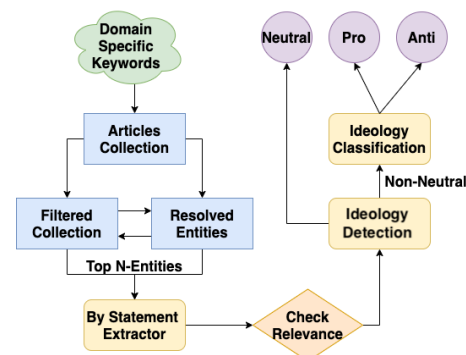 Domain
Specific
Keywords
Articles
Collection
Filtered
Collection
Resolved
Entities
Top N-Entities
By Statement
Extractor
Check
Relevance
Ideology
Detection
Non-Neutral
Ideology
Classification
Neutral
Pro
Anti